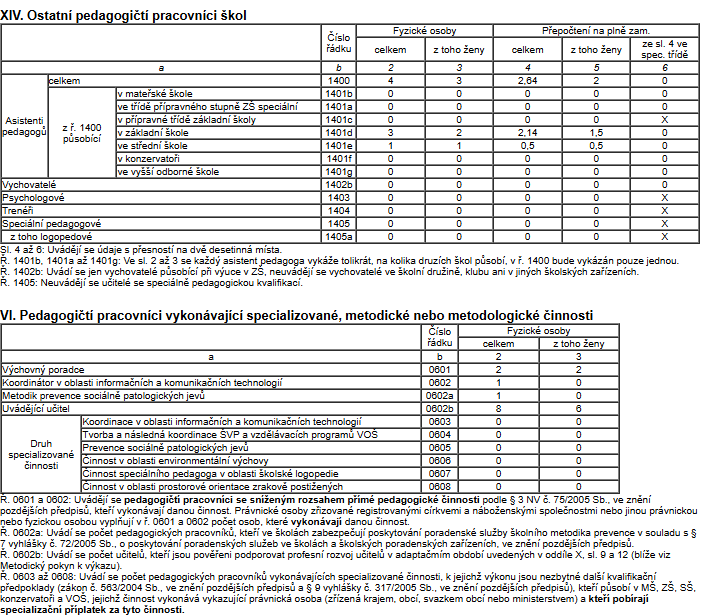 XIV. Ostatní pedagogičtí pracovníci škol
Číslo řádku Fyzické osoby Přepočtení na plně zam.
celkem z toho ženy celkem z toho ženy ze sl. 4 ve spec. třídě
a b 2 3 4 5 6
Asistenti pedagogů celkem 1400 4 3 2,64 2 0
z ř. 1400 působící v mateřské škole 1401b 0 0 0 0 0
ve třídě přípravného stupně ZŠ speciální 1401a 0 0 0 0 0
v přípravné třídě základní školy 1401c 0 0 0 0 X
v základní škole 1401d 3 2 2,14 1,5 0
ve střední škole 1401e 1 1 0,5 0,5 0
v konzervatoři 1401f 0 0 0 0 0
ve vyšší odborné škole 1401g 0 0 0 0 0
Vychovatelé 1402b 0 0 0 0 0
Psychologové 1403 0 0 0 0 X
Trenéři 1404 0 0 0 0 X
Speciální pedagogové 1405 0 0 0 0 X
z toho logopedové 1405a 0 0 0 0 X
Sl. 4 až 6: Uvádějí se údaje s přesností na dvě desetinná místa.
Ř. 1401b, 1401a až 1401g: Ve sl. 2 až 3 se každý asistent pedagoga vykáže tolikrát, na kolika druzích škol působí, v ř. 1400 bude vykázán pouze jednou.
Ř. 1402b: Uvádí se jen vychovatelé působící při výuce v ZŠ, neuvádějí se vychovatelé ve školní družině, klubu ani v jiných školských zařízeních.
Ř. 1405: Neuvádějí se učitelé se speciálně pedagogickou kvalifikací.
VI. Pedagogičtí pracovníci vykonávající specializované, metodické nebo metodologické činnosti
Číslo řádku Fyzické osoby
celkem z toho ženy
a b 2 3
Výchovný poradce 0601 2 2
Koordinátor v oblasti informačních a komunikačních technologií 0602 1 0
Metodik prevence sociálně patologických jevů 0602a 1 0
Uvádějící učitel 0602b 8 6
Druh specializované činnosti Koordinace v oblasti informačních a komunikačních technologií 0603 0 0
Tvorba a následná koordinace ŠVP a vzdělávacích programů VOŠ 0604 0 0
Prevence sociálně patologických jevů 0605 0 0
Činnost v oblasti environmentální výchovy 0606 0 0
Činnost speciálního pedagoga v oblasti školské logopedie 0607 0 0
Činnost v oblasti prostorové orientace zrakově postižených 0608 0 0
Ř. 0601 a 0602: Uvádějí se pedagogičtí pracovníci se sníženým rozsahem přímé pedagogické činnosti podle § 3 NV č. 75/2005 Sb., ve znění
pozdějších předpisů, kteří vykonávají danou činnost. Právnické osoby zřizované registrovanými církvemi a náboženskými společnostmi nebo jinou právnickou
nebo fyzickou osobou vyplňují v ř. 0601 a 0602 počet osob, které vykonávají danou činnost.
Ř. 0602a: Uvádí se počet pedagogických pracovníků, kteří ve školách zabezpečují poskytování poradenské služby školního metodika prevence v souladu s §
7 vyhlášky č. 72/2005 Sb., o poskytování poradenských služeb ve školách a školských poradenských zařízeních, ve znění pozdějších předpisů.
Ř. 0602b: Uvádí se počet učitelů, kteří jsou pověřeni podporovat profesní rozvoj učitelů v adaptačním období uvedených v oddíle X, sl. 9 a 12 (blíže viz
Metodický pokyn k výkazu).
Ř. 0603 až 0608: Uvádí se počet pedagogických pracovníků vykonávajících specializované činnosti, k jejichž výkonu jsou nezbytné další kvalifikační
předpoklady (zákon č. 563/2004 Sb., ve znění pozdějších předpisů a § 9 vyhlášky č. 317/2005 Sb., ve znění pozdějších předpisů), kteří působí v MŠ, ZŠ, SŠ,
konzervatoři a VOŠ, jejichž činnost vykonává vykazující právnická osoba (zřízená krajem, obcí, svazkem obcí nebo ministerstvem) a kteří pobírají
specializační příplatek za tyto činnosti.